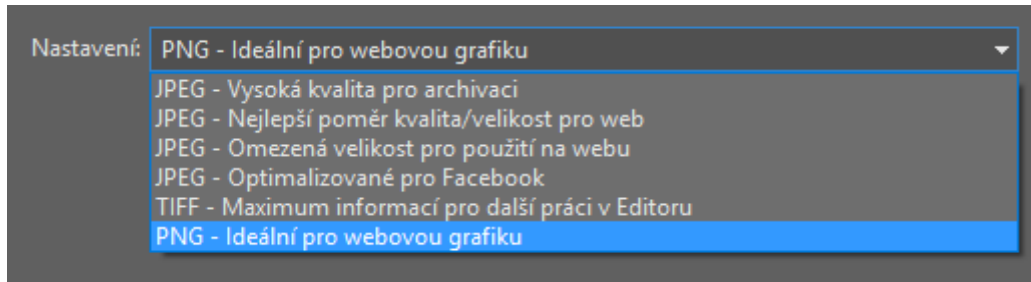 Nastavení: PNG - Ideální pro webovou grafiku
JPEG - Vysoká kvalita pro archivaci
JPEG - Nejlepší poměr kvalita/velikost pro web
JPEG - Omezená velikost pro použití na webu
JPEG - Optimalizované pro Facebook
TIFF - Maximum informací pro další práci v Editoru
PNG - Ideální pro webovou grafiku